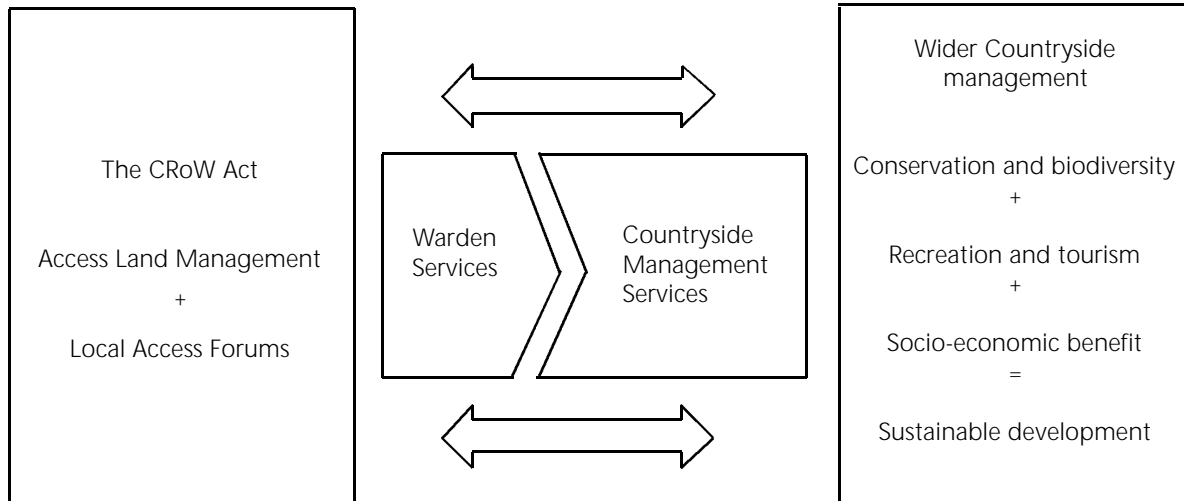 The CRoW Act
Access Land Management
+
Local Access Forums
Warden
Services
Countryside
Management
Services
Wider Countryside
management
Conservation and biodiversity
+
Recreation and tourism
+
Socio-economic benefit
=
Sustainable development